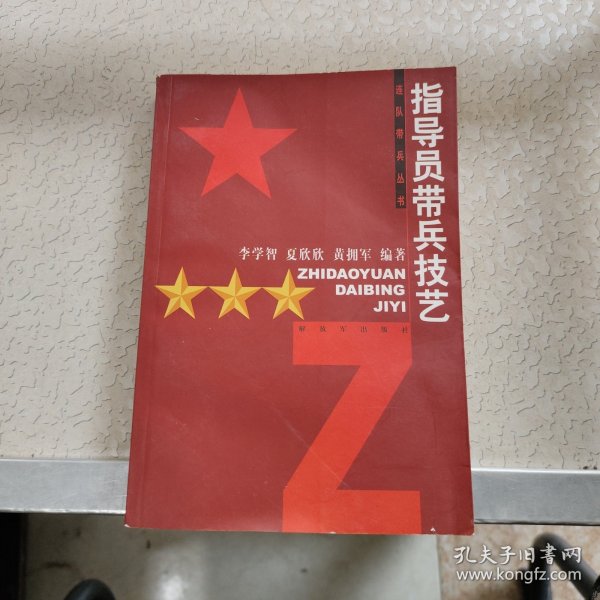 指导员带兵技艺
连队带兵丛书
李学智 夏欣欣 黄拥军 编著
ZHIDAOYUAN
DAIBING
JIYI
解放军出版社
Z
孔夫子旧书网
www.kongfz.com